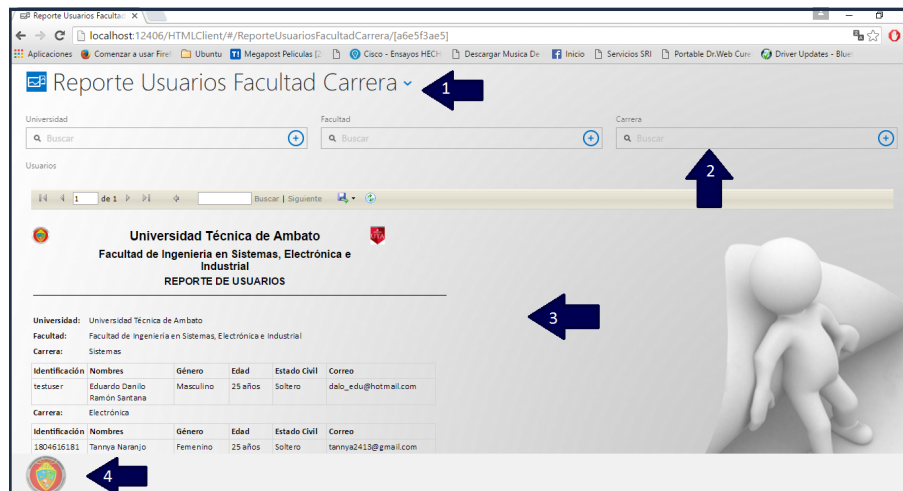 Reporte Usuarios Faculta
localhost:12406/HTMLClient/#/ReporteUsuariosFacultadCarrera/[a6e5f3ae5]
Aplicaciones Comenzar a usar Firef Ubuntu Megapost Peliculas [2 Cisco - Ensayos HECH Descargar Musica De Inicio Servicios SRI Portable Dr.Web Cure Driver Updates - Blue
Reporte Usuarios Facultad Carrera
1
Universidad Facultad Carrera
Buscar Buscar Buscar
2
Usuarios
1 de 1 Buscar | Siguiente
Universidad Técnica de Ambato
UTA
Facultad de Ingeniería en Sistemas, Electrónica e
Industrial
REPORTE DE USUARIOS
3
Universidad: Universidad Técnica de Ambato
Facultad: Facultad de Ingeniería en Sistemas, Electrónica e Industrial
Carrera: Sistemas
Identificación Nombres Género Edad Estado Civil Correo
testuser Eduardo Danilo Masculino 25 años Soltero dalo_edu@hotmail.com
Ramón Santana
Carrera: Electrónica
Identificación Nombres Género Edad Estado Civil Correo
1804616181 Tannya Naranjo Femenino 25 años Soltero tannya2413@gmail.com
4